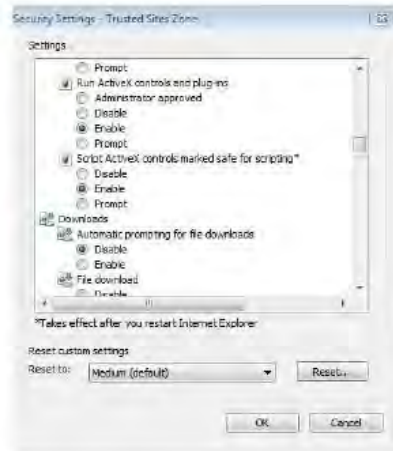 Security Settings - Trusted Sites Zone
Settings
Prompt
Run ActiveX controls and plug-ins
Administrator approved
Disable
Enable
Prompt
Script ActiveX controls marked safe for scripting*
Disable
Enable
Prompt
Downloads
Automatic prompting for file downloads
Disable
Enable
File download
Disable
*Takes effect after you restart Internet Explorer
Reset custom settings
Reset to: Medium (default) Reset...
OK Cancel